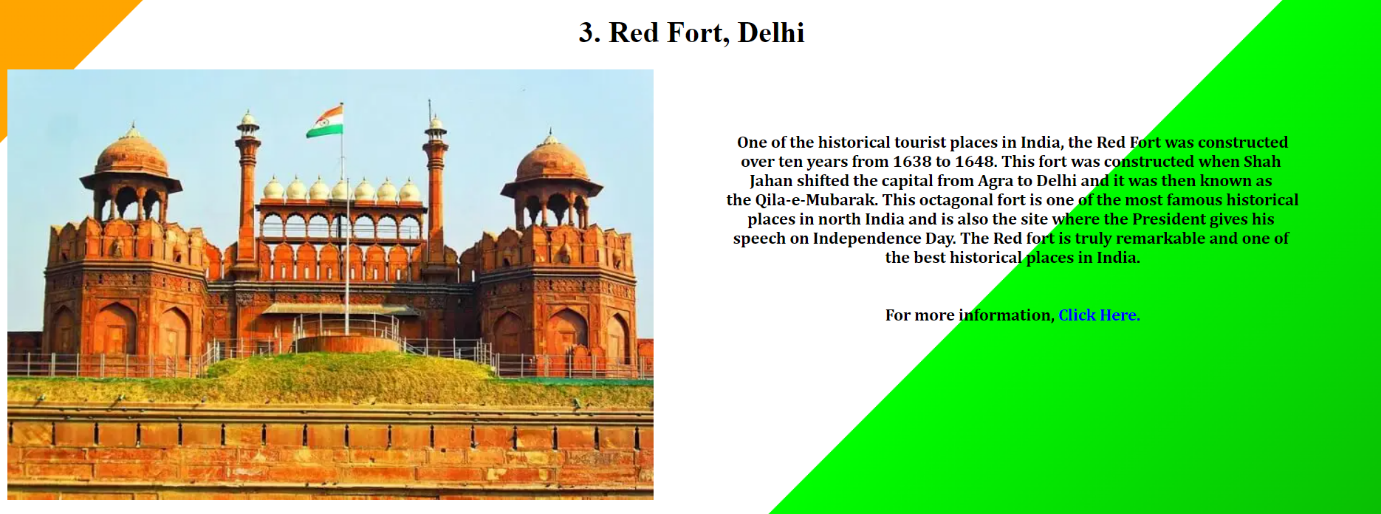 3. Red Fort, Delhi
One of the historical tourist places in India, the Red Fort was constructed
over ten years from 1638 to 1648. This fort was constructed when Shah
Jahan shifted the capital from Agra to Delhi and it was then known as
the Qila-e-Mubarak. This octagonal fort is one of the most famous historical
places in north India and is also the site where the President gives his
speech on Independence Day. The Red fort is truly remarkable and one of
the best historical places in India.
For more information, Click Here.